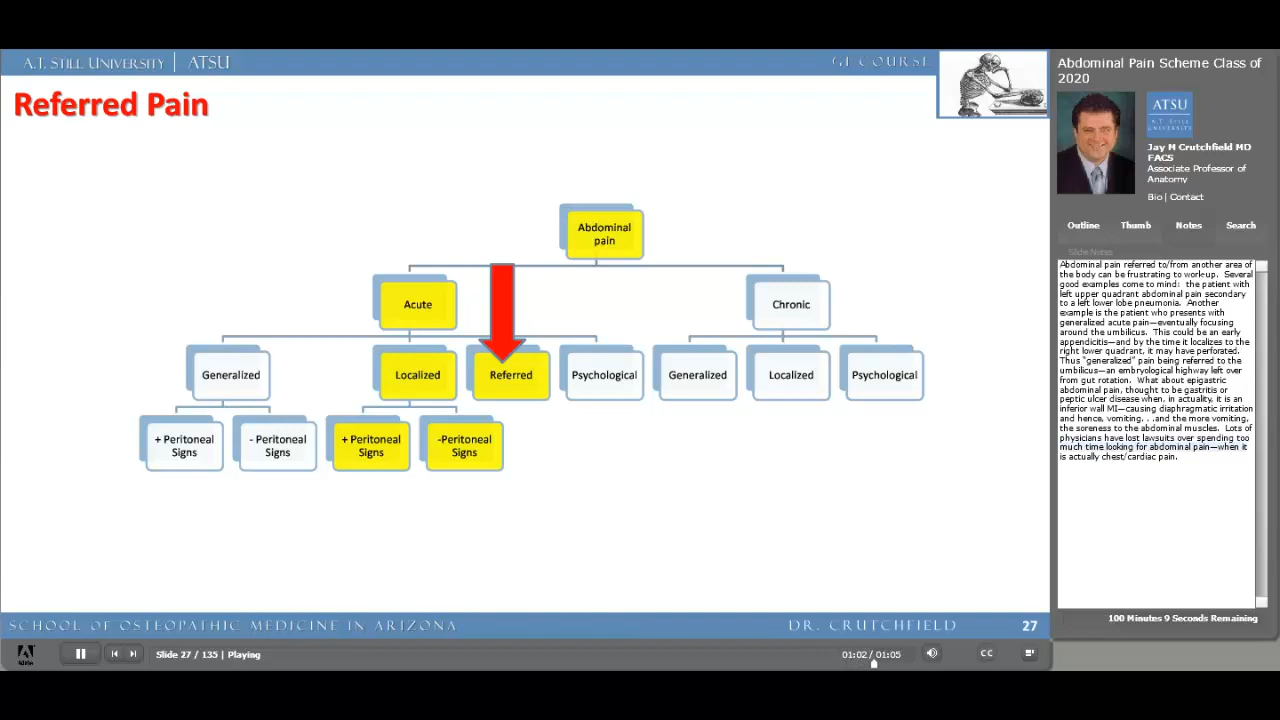 A.T. STILL UNIVERSITY | ATSU
GI COURSE
Referred Pain
Abdominal
pain
Acute
Chronic
Generalized
Localized
Referred
Psychological
Generalized
Localized
Psychological
+ Peritoneal
Signs
- Peritoneal
Signs
+ Peritoneal
Signs
-Peritoneal
Signs
SCHOOL OF OSTEOPATHIC MEDICINE IN ARIZONA
DR. CRUTCHFIELD
27
Slide 27 / 135 | Playing
01:02 / 01:05
CC
Abdominal Pain Scheme Class of
2020
ATSU
A.T. STILL
UNIVERSITY
Jay M Crutchfield MD
FACS
Associate Professor of
Anatomy
Bio | Contact
Outline
Thumb
Notes
Search
Slide Notes
Abdominal pain referred to/from another area of
the body can be frustrating to work-up. Several
good examples come to mind: the patient with
left upper quadrant abdominal pain secondary
to a left lower lobe pneumonia. Another
example is the patient who presents with
generalized acute pain—eventually focusing
around the umbilicus. This could be an early
appendicitis—and by the time it localizes to the
right lower quadrant, it may have perforated.
Thus "generalized" pain being referred to the
umbilicus—an embryological highway left over
from gut rotation. What about epigastric
abdominal pain, thought to be gastritis or
peptic ulcer disease when, in actuality, it is an
inferior wall MI—causing diaphragmatic irritation
and hence, vomiting. . .and the more vomiting,
the soreness to the abdominal muscles. Lots of
physicians have lost lawsuits over spending too
much time looking for abdominal pain—when it
is actually chest/cardiac pain.
100 Minutes 9 Seconds Remaining